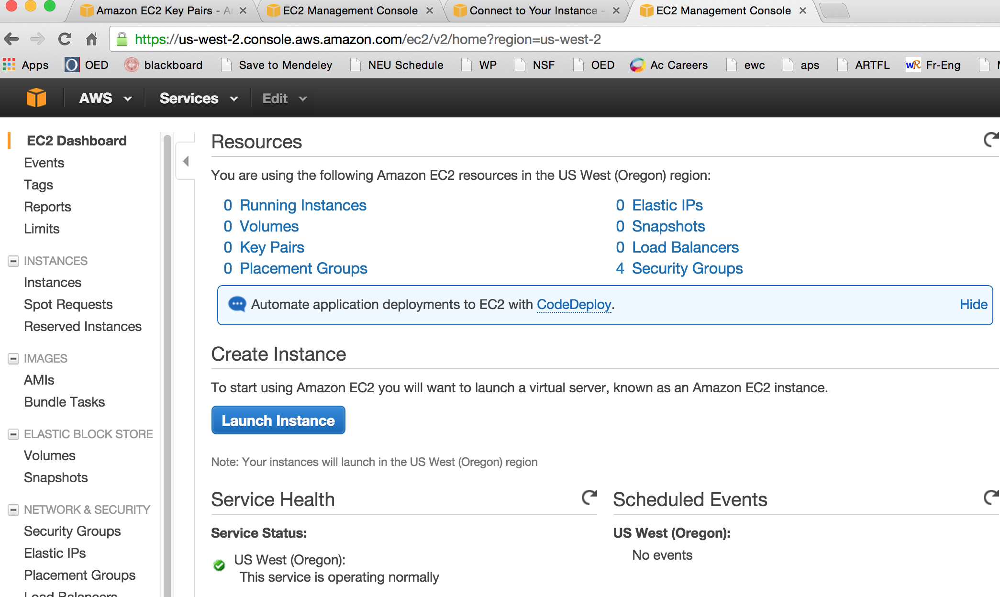 Amazon EC2 Key Pairs -
EC2 Management Console
Connect to Your Instance -
EC2 Management Console
https://us-west-2.console.aws.amazon.com/ec2/v2/home?region=us-west-2
Apps OED blackboard Save to Mendeley NEU Schedule WP NSF OED Ac Careers ewc aps ARTFL WR Fr-Eng
AWS Services Edit
EC2 Dashboard
Events
Tags
Reports
Limits
INSTANCES
Instances
Spot Requests
Reserved Instances
IMAGES
AMIs
Bundle Tasks
ELASTIC BLOCK STORE
Volumes
Snapshots
NETWORK & SECURITY
Security Groups
Elastic IPs
Placement Groups
Load Balancers
Resources
You are using the following Amazon EC2 resources in the US West (Oregon) region:
0 Running Instances
0 Volumes
0 Key Pairs
0 Placement Groups
0 Elastic IPs
0 Snapshots
0 Load Balancers
4 Security Groups
Automate application deployments to EC2 with CodeDeploy.
Hide
Create Instance
To start using Amazon EC2 you will want to launch a virtual server, known as an Amazon EC2 instance.
Launch Instance
Note: Your instances will launch in the US West (Oregon) region
Service Health
Service Status:
US West (Oregon):
This service is operating normally
Scheduled Events
US West (Oregon):
No events